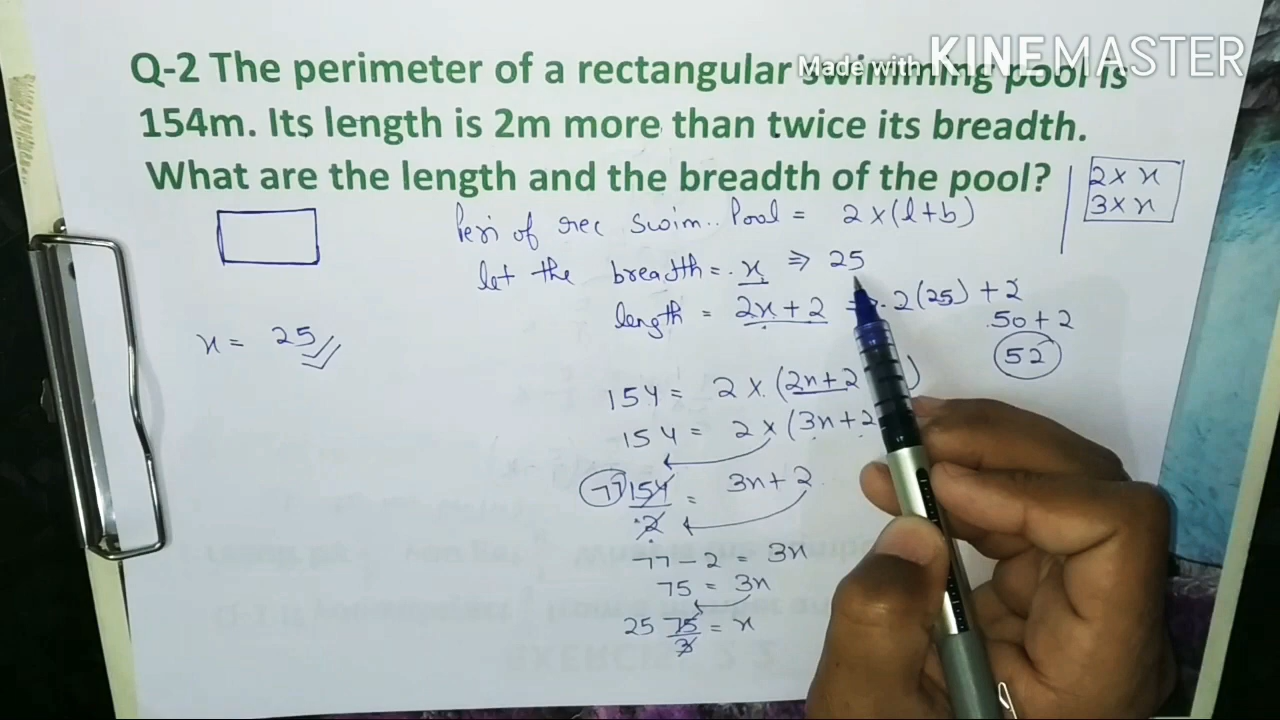 Made with KINEMASTER
Q-2 The perimeter of a rectangular swimming pool is
154m. Its length is 2m more than twice its breadth.
What are the length and the breadth of the pool?
2 x x
3 x x
Peri of rec swim.. Pool = 2 x (l+b)
let the breadth = x ⇒ 25
length = 2x + 2 ⇒ 2(25) + 2
50 + 2
52
x = 25
154 = 2 x (2x + 2 )
154 = 2 x (3x + 2
77 154/2 = 3x + 2
77 - 2 = 3x
75 = 3x
25 75/3 = x